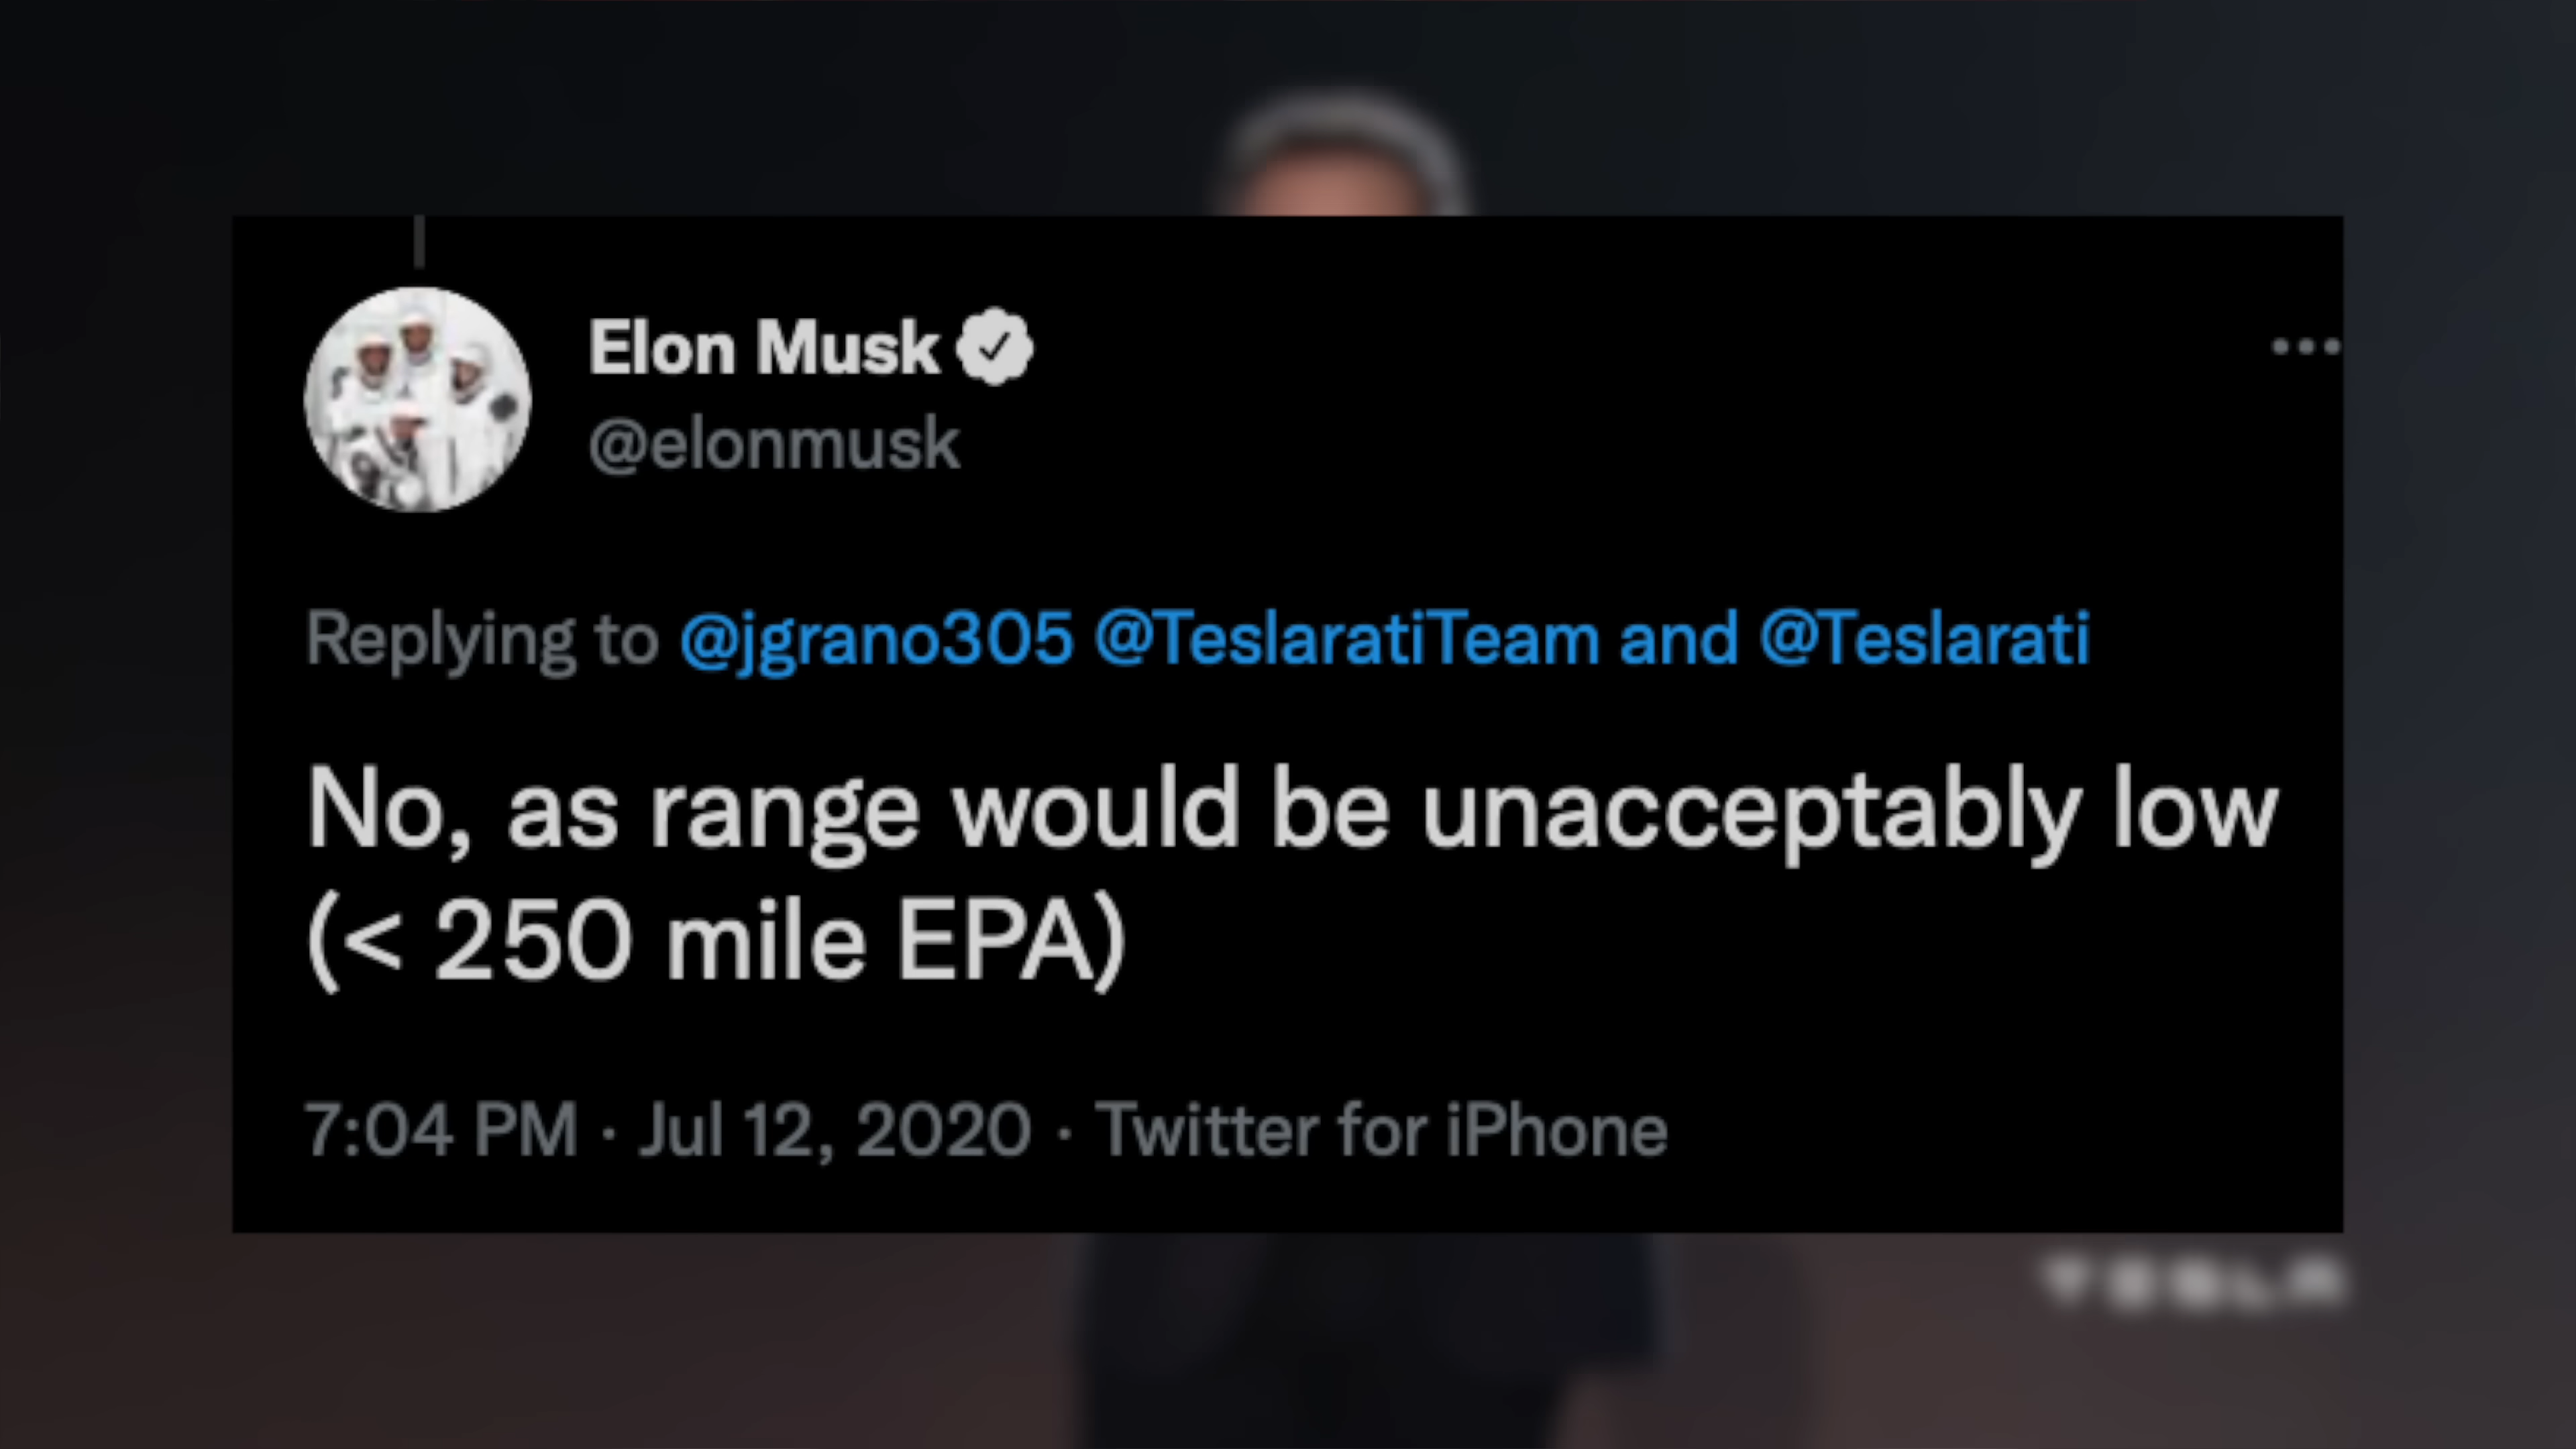 Elon Musk
@elonmusk
Replying to @jgrano305 @TeslaratiTeam and @Teslarati
No, as range would be unacceptably low
(< 250 mile EPA)
7:04 PM · Jul 12, 2020 · Twitter for iPhone
TESLA